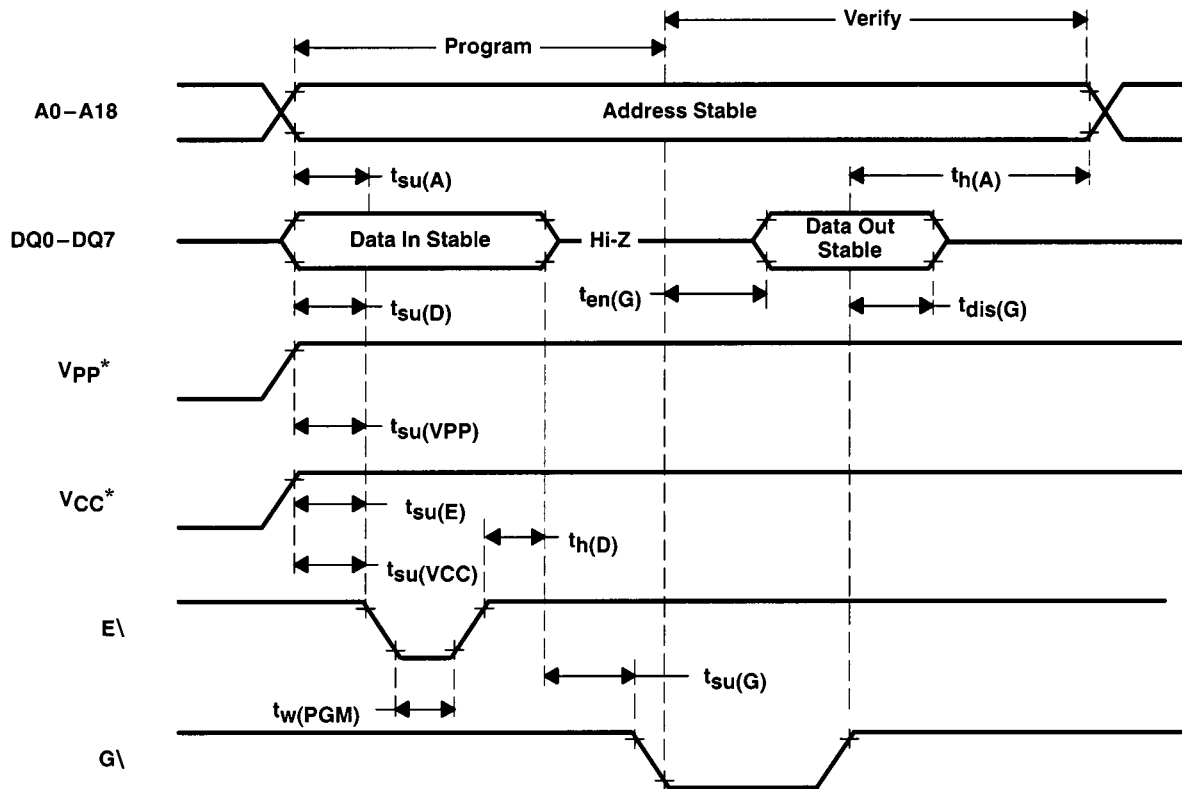 Verify
Program
A0–A18
Address Stable
tsu(A)
th(A)
DQ0–DQ7
Data In Stable
Hi-Z
Data Out
Stable
ten(G)
tsu(D)
tdis(G)
VPP*
tsu(VPP)
VCC*
tsu(E)
th(D)
tsu(VCC)
E\
tsu(G)
tw(PGM)
G\